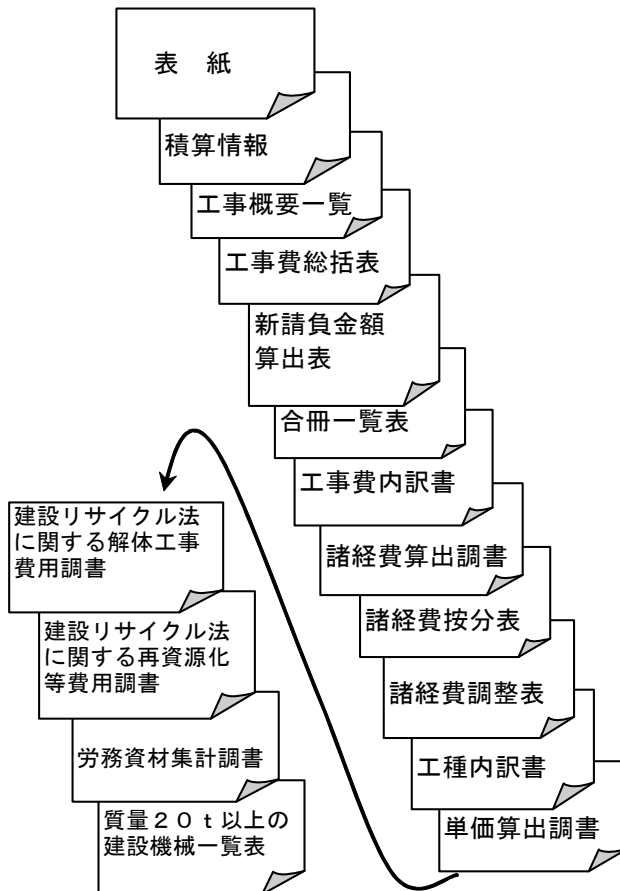 表　紙
積算情報
工事概要一覧
工事費総括表
新請負金額
算出表
合冊一覧表
工事費内訳書
諸経費算出調書
諸経費按分表
諸経費調整表
工種内訳書
単価算出調書
建設リサイクル法
に関する解体工事
費用調書
建設リサイクル法
に関する再資源化
等費用調書
労務資材集計調書
質量２０ｔ以上の
建設機械一覧表